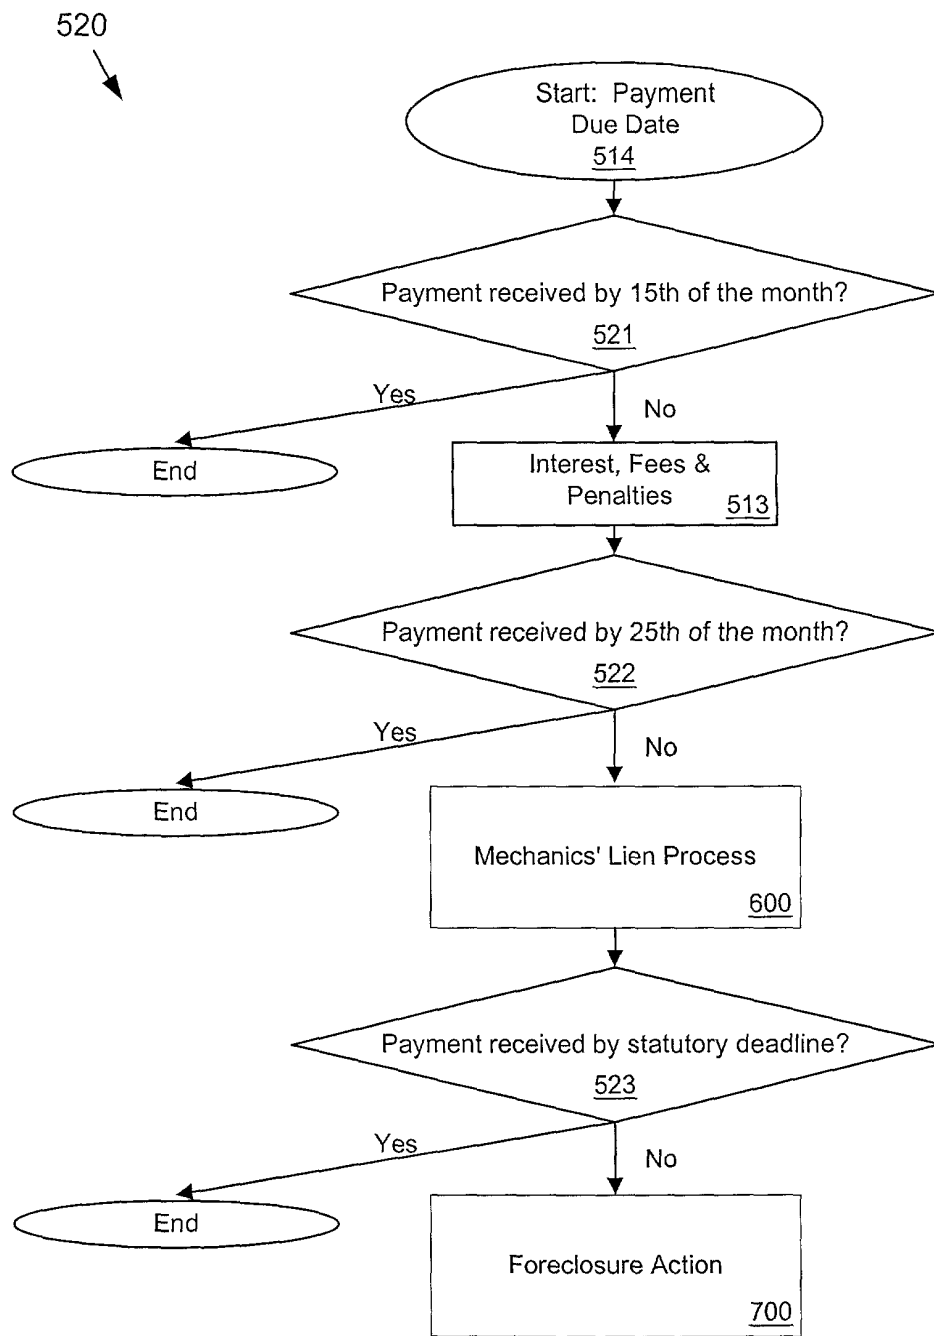 520
Start: Payment
Due Date
514
Payment received by 15th of the month?
521
Yes
No
End
Interest, Fees &
Penalties
513
Payment received by 25th of the month?
522
Yes
No
End
Mechanics' Lien Process
600
Payment received by statutory deadline?
523
Yes
No
End
Foreclosure Action
700